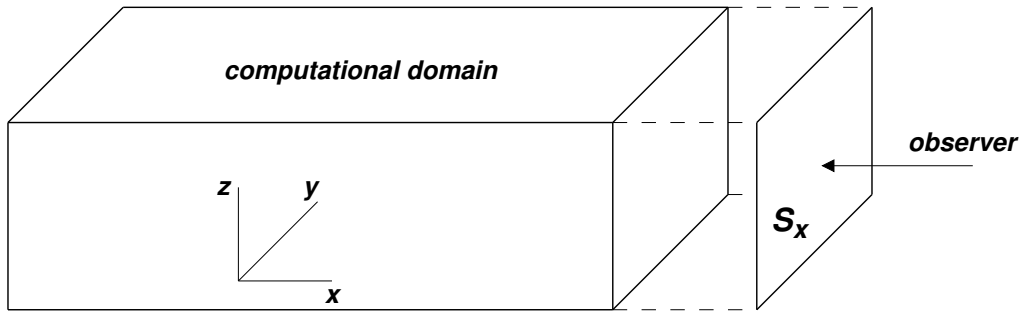 computational domain
observer
z
y
S_x
x